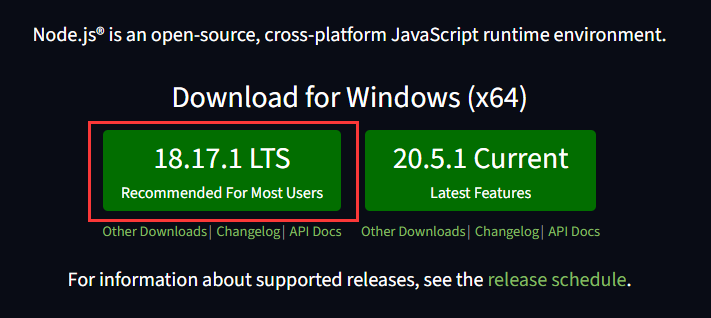 Node.js® is an open-source, cross-platform JavaScript runtime environment.
Download for Windows (x64)
18.17.1 LTS
Recommended For Most Users
20.5.1 Current
Latest Features
Other Downloads | Changelog | API Docs
Other Downloads | Changelog | API Docs
For information about supported releases, see the release schedule.